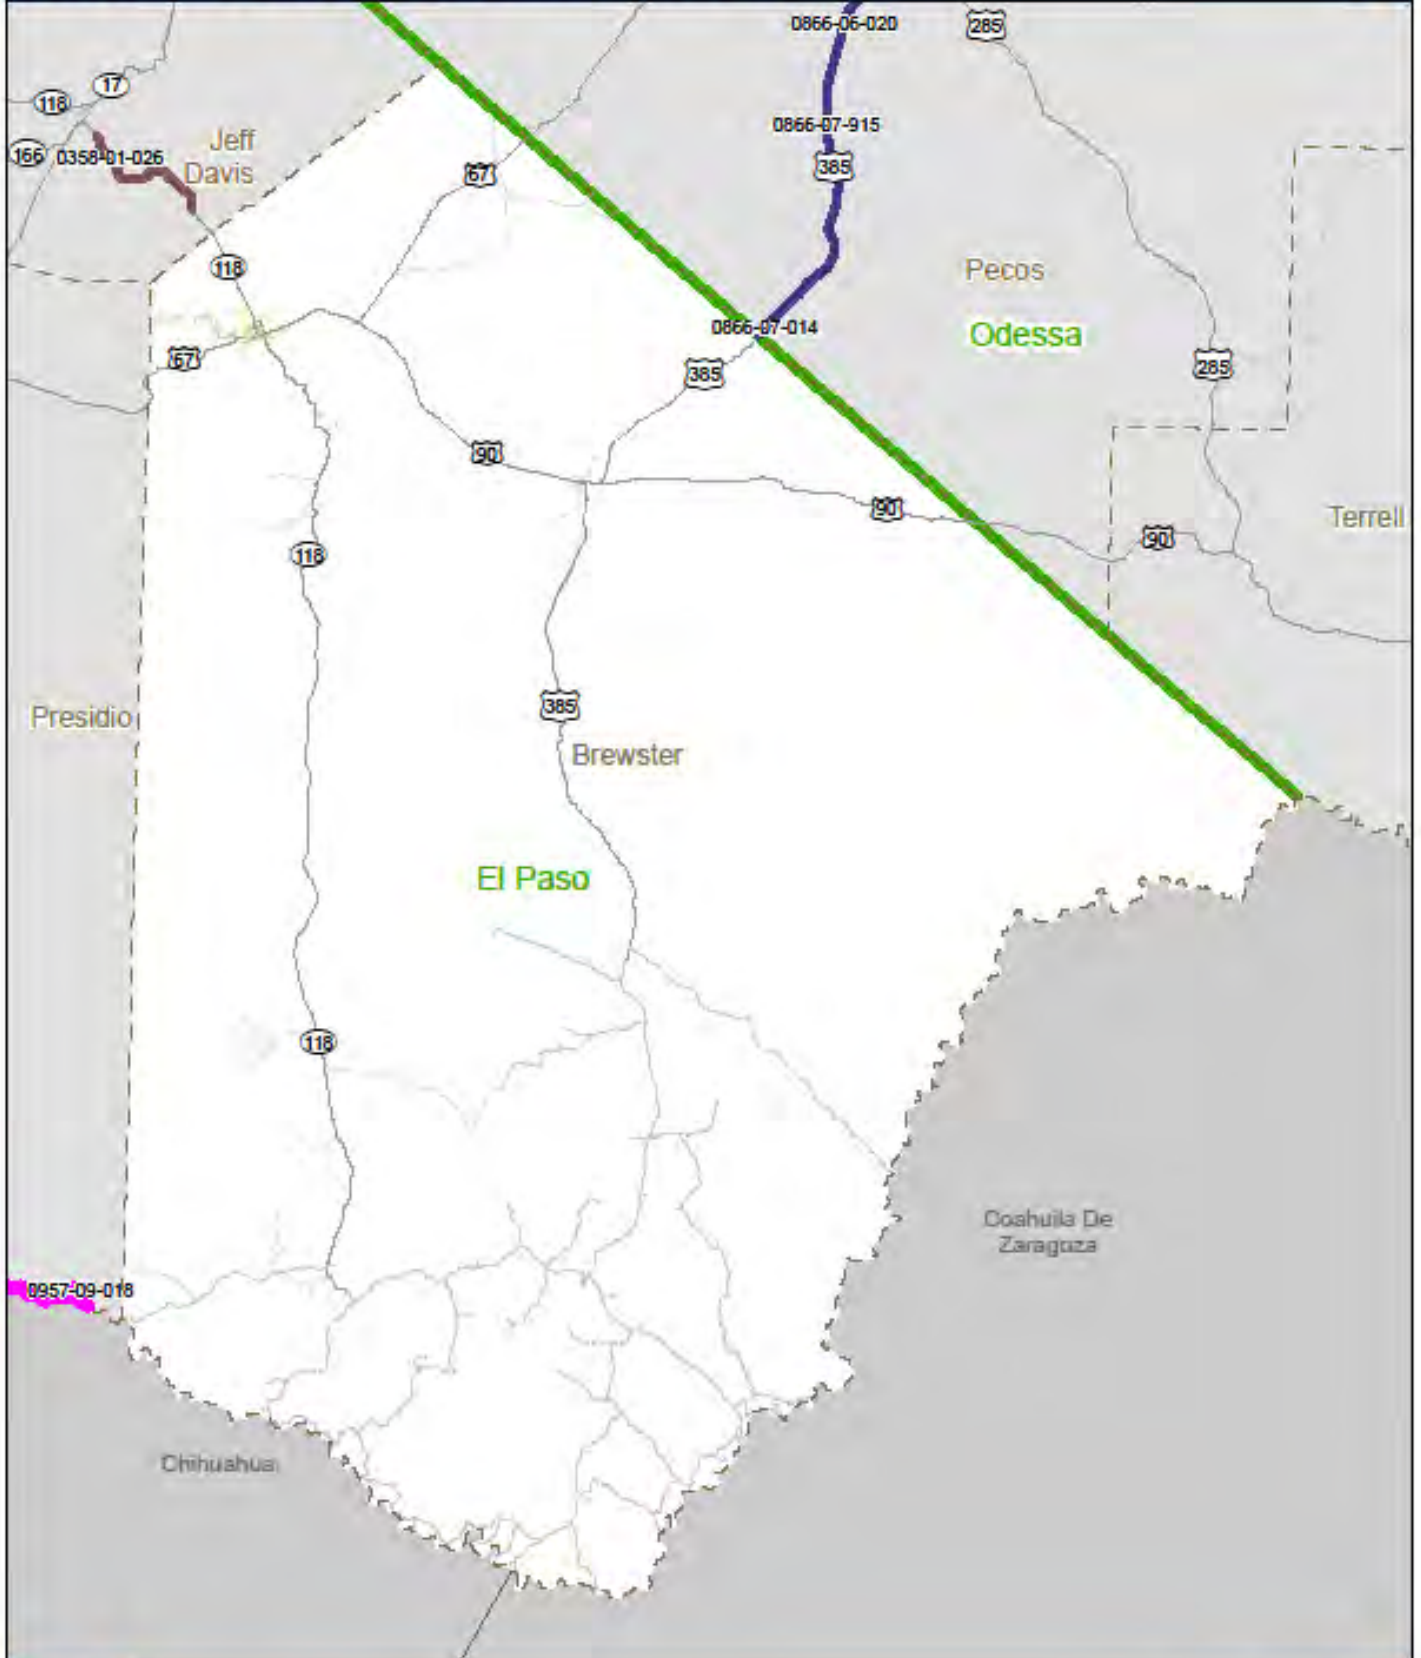 0866-06-020
285
17
118
0866-07-915
Jeff
Davis
166
0358-01-026
385
67
118
Pecos
0866-07-014
Odessa
67
385
285
90
90
Terrell
90
118
385
Presidio
Brewster
El Paso
118
Coahuila De
Zaragoza
0957-09-018
Chihuahua